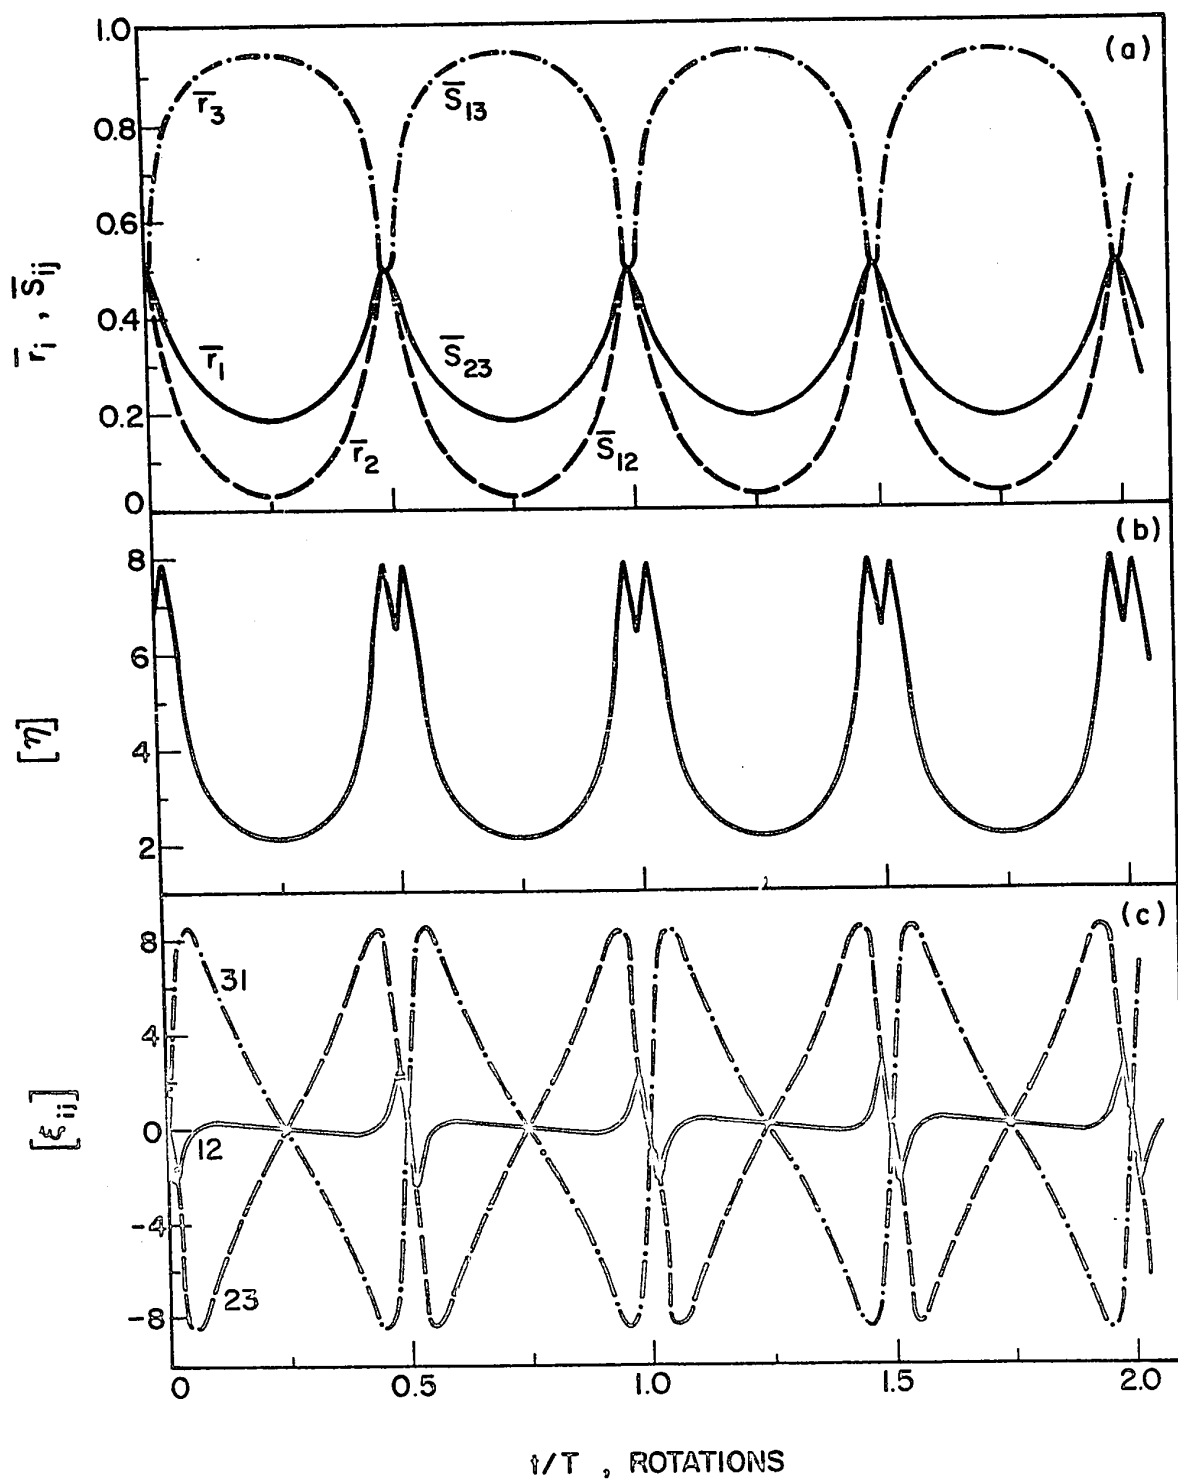 (a)
1.0
0.8
0.6
0.4
0.2
0
r̅i , S̅ij
r̅3
S̅13
r̅1
S̅23
r̅2
S̅12
(b)
8
6
4
2
[η]
(c)
8
4
0
-4
-8
[ξij]
31
12
23
0 0.5 1.0 1.5 2.0
t/T , ROTATIONS